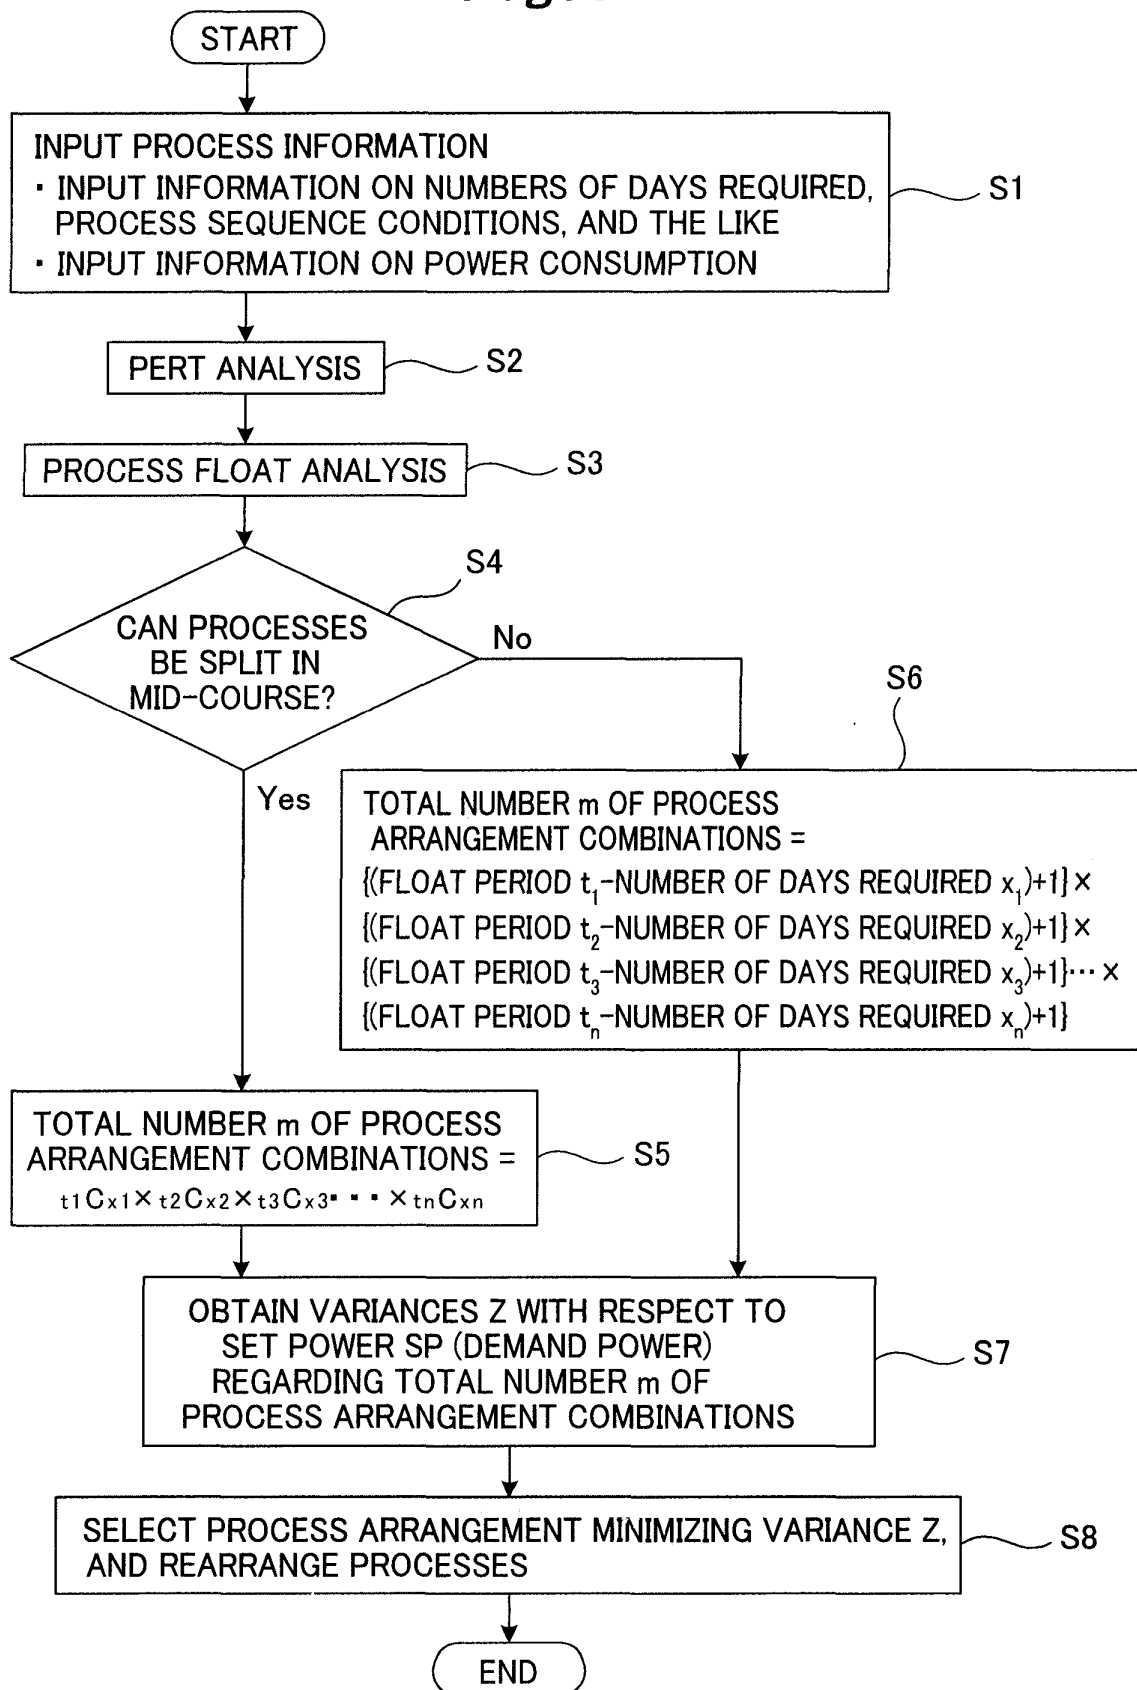 START
INPUT PROCESS INFORMATION
・INPUT INFORMATION ON NUMBERS OF DAYS REQUIRED,
PROCESS SEQUENCE CONDITIONS, AND THE LIKE
・INPUT INFORMATION ON POWER CONSUMPTION
S1
PERT ANALYSIS
S2
PROCESS FLOAT ANALYSIS
S3
S4
CAN PROCESSES
BE SPLIT IN
MID-COURSE?
No
Yes
S6
TOTAL NUMBER m OF PROCESS
ARRANGEMENT COMBINATIONS =
{(FLOAT PERIOD t₁-NUMBER OF DAYS REQUIRED x₁)+1}×
{(FLOAT PERIOD t₂-NUMBER OF DAYS REQUIRED x₂)+1}×
{(FLOAT PERIOD t₃-NUMBER OF DAYS REQUIRED x₃)+1}…×
{(FLOAT PERIOD tₙ-NUMBER OF DAYS REQUIRED xₙ)+1}
TOTAL NUMBER m OF PROCESS
ARRANGEMENT COMBINATIONS =
t1Cx1×t2Cx2×t3Cx3・・・×tnCxn
S5
OBTAIN VARIANCES Z WITH RESPECT TO
SET POWER SP (DEMAND POWER)
REGARDING TOTAL NUMBER m OF
PROCESS ARRANGEMENT COMBINATIONS
S7
SELECT PROCESS ARRANGEMENT MINIMIZING VARIANCE Z,
AND REARRANGE PROCESSES
S8
END